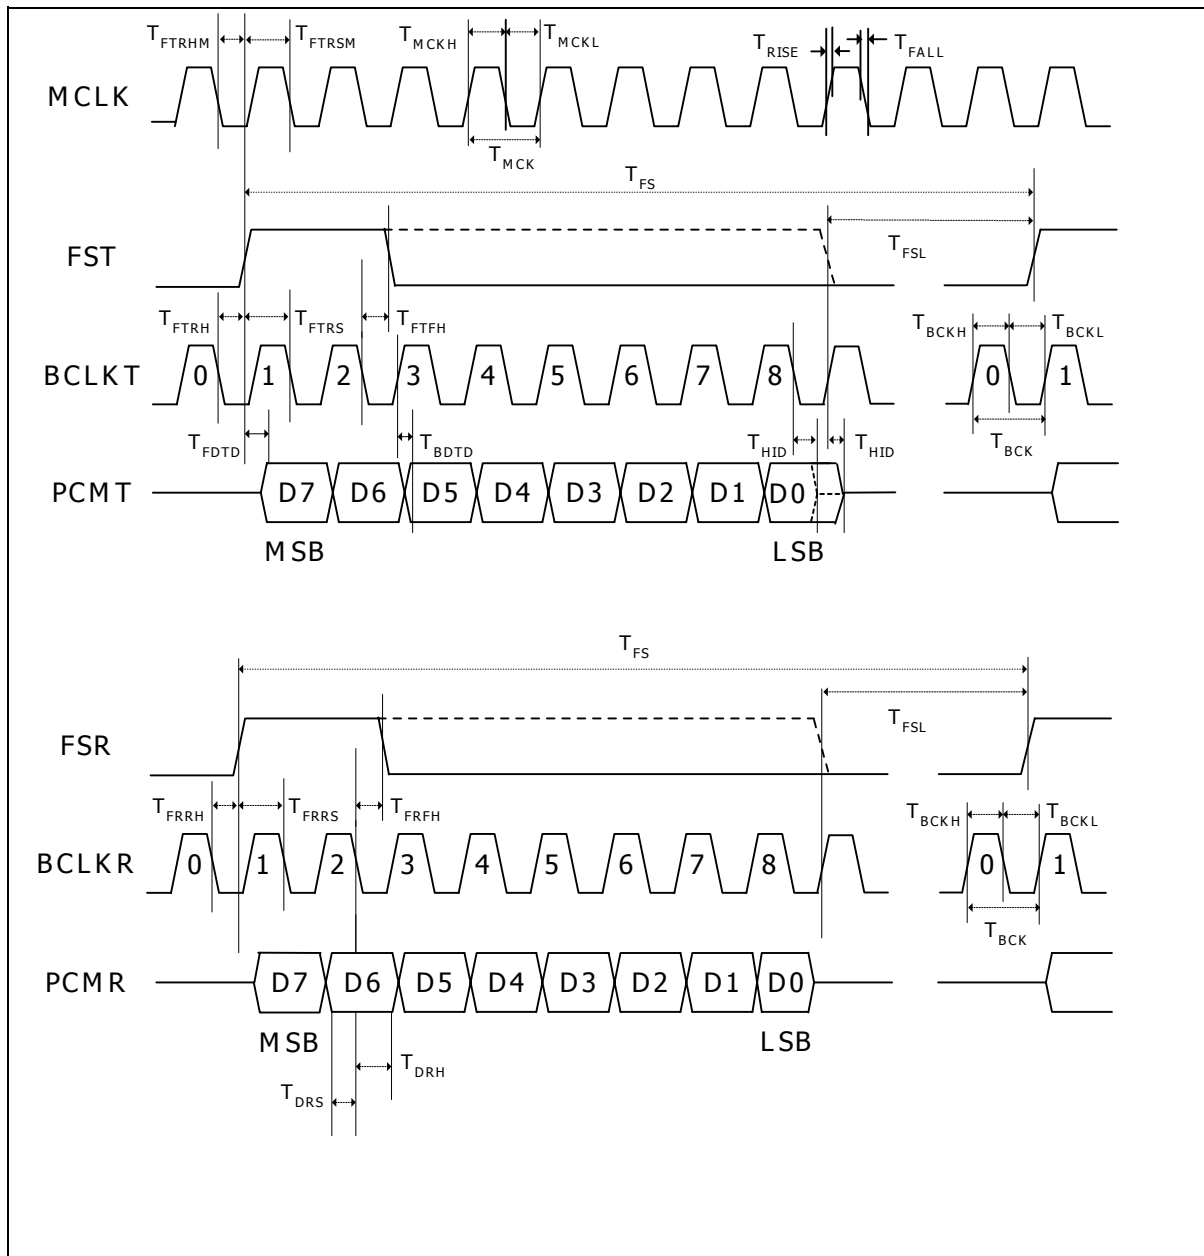 TFTRHM TFTRSM TMCKH TMCKL TRISE TFALL
MCLK
TMCK
TFS
FST TFSL
TFTRH TFTRS TFTFH TBCKH TBCKL
BCLKT 0 1 2 3 4 5 6 7 8 0 1
TFDTD TBDTD THID THID TBCK
PCMT D7 D6 D5 D4 D3 D2 D1 D0
MSB LSB
TFS
FSR TFSL
TFRRH TFRRS TFRFH TBCKH TBCKL
BCLKR 0 1 2 3 4 5 6 7 8 0 1
TBCK
PCMR D7 D6 D5 D4 D3 D2 D1 D0
MSB LSB
TDRH
TDRS